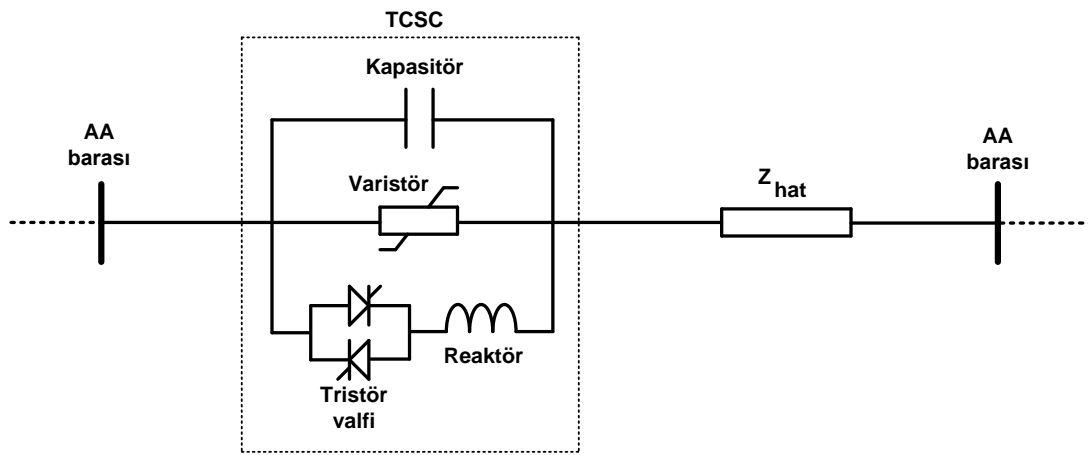 TCSC
Kapasitör
AA
barası
Varistör
Z hat
AA
barası
Reaktör
Tristör
valfi